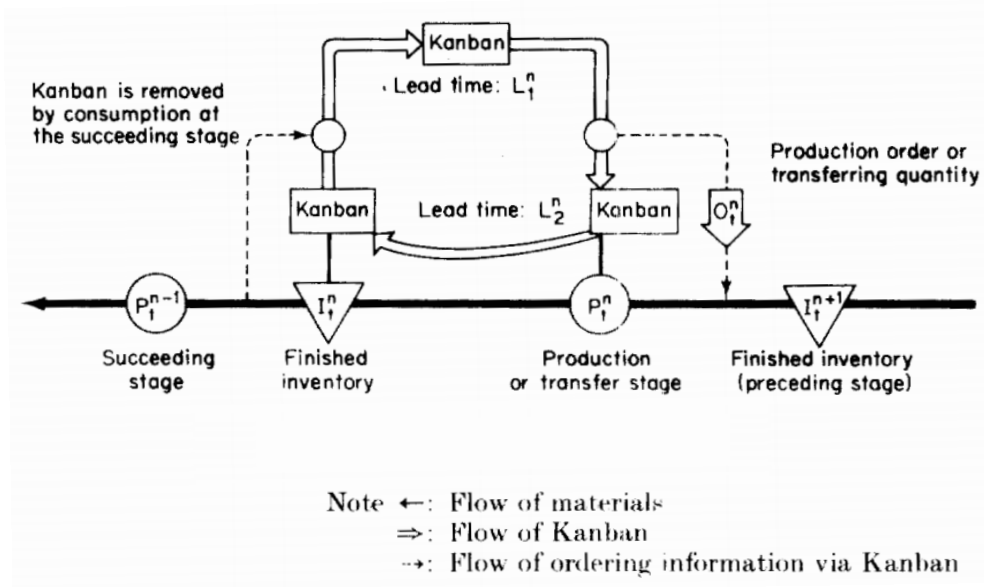 Kanban
Lead time: L₁ⁿ
Kanban is removed
by consumption at
the succeeding stage
Production order or
transferring quantity
Kanban
Lead time: L₂ⁿ
Kanban
Oₜⁿ
Pₜⁿ⁻¹
Iₜⁿ
Pₜⁿ
Iₜⁿ⁺¹
Succeeding
stage
Finished
inventory
Production
or transfer stage
Finished inventory
(preceding stage)
Note ←: Flow of materials
⇒: Flow of Kanban
⇢: Flow of ordering information via Kanban